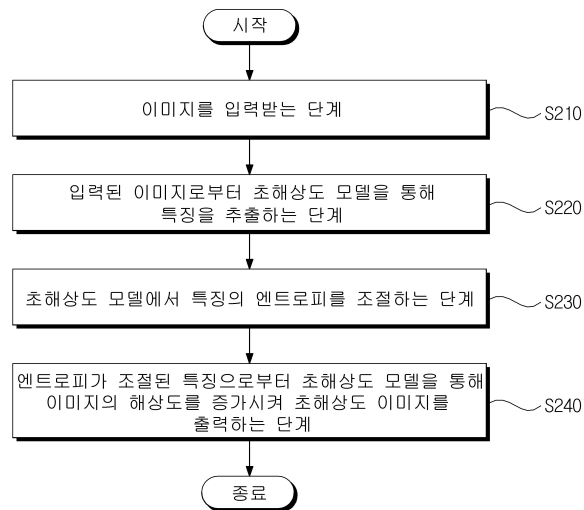 시작
이미지를 입력받는 단계
S210
입력된 이미지로부터 초해상도 모델을 통해
특징을 추출하는 단계
S220
초해상도 모델에서 특징의 엔트로피를 조절하는 단계
S230
엔트로피가 조절된 특징으로부터 초해상도 모델을 통해
이미지의 해상도를 증가시켜 초해상도 이미지를
출력하는 단계
S240
종료